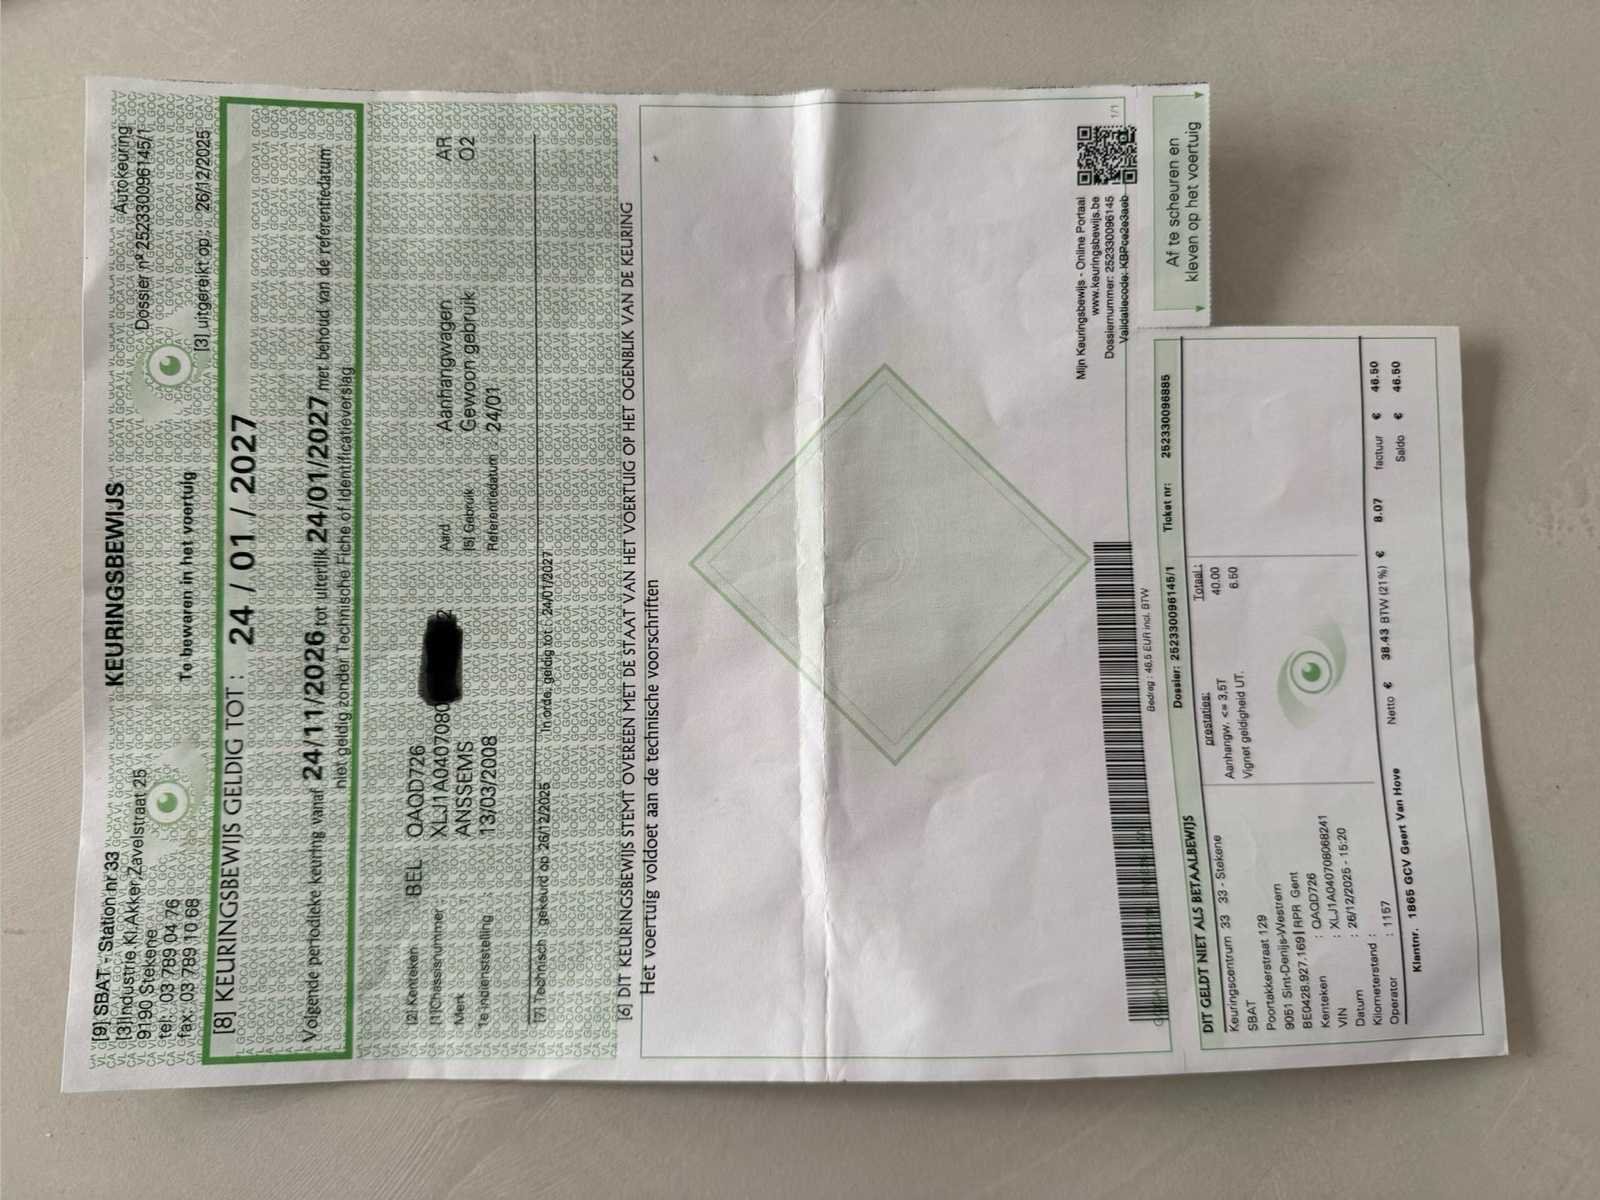 [9] SBAT - Station nr 33
[3] Industrie Kl.Akker,Zavelstraat 25
9190 Stekene
tel: 03 789 04 76
fax: 03 789 10 68
KEURINGSBEWIJS
Te bewaren in het voertuig
Autokeuring
Dossier nº 252330096145/1
[3] uitgereikt op : 26/12/2025
[8] KEURINGSBEWIJS GELDIG TOT : 24 / 01 / 2027
Volgende periodieke keuring vanaf 24/11/2026 tot uiterlijk 24/01/2027 met behoud van de referentiedatum
niet geldig zonder Technische Fiche of Identificatieverslag
[2] Kenteken BEL QAQD726
[1] Chassisnummer XLJ1A0407080 2 Aard Aanhangwagen AR
Merk ANSSEMS [5] Gebruik Gewoon gebruik O2
1e indienststelling 13/03/2008 Referentiedatum 24/01
[7] Technisch : gekeurd op 26/12/2025 In orde, geldig tot : 24/01/2027
[6] DIT KEURINGSBEWIJS STEMT OVEREEN MET DE STAAT VAN HET VOERTUIG OP HET OGENBLIK VAN DE KEURING
Het voertuig voldoet aan de technische voorschriften
Mijn Keuringsbewijs - Online Portaal
www.keuringsbewijs.be
Dossiernummer: 252330096145
Validatiecode: KBPce2e3aeb
1/1
Bedrag : 46,5 EUR incl. BTW
Af te scheuren en
kleven op het voertuig
DIT GELDT NIET ALS BETAALBEWIJS
Dossier: 252330096145/1 Ticket nr: 252330096885
Keuringscentrum 33 33 - Stekene
SBAT
Poortakkerstraat 129
9051 Sint-Denijs-Westrem
BE0428.927.169 | RPR Gent
Kenteken : QAQD726
VIN : XLJ1A040708068241
Datum : 26/12/2025 - 15:20
Kilometerstand :
Operator : 1157
prestaties: Totaal :
Aanhangw. <= 3,5T 40.00
Vignet geldigheid UT. 6.50
Netto € 38.43 BTW (21%) € 8.07 factuur € 46.50
Saldo € 46.50
Klantnr. 1865 GCV Geert Van Hove